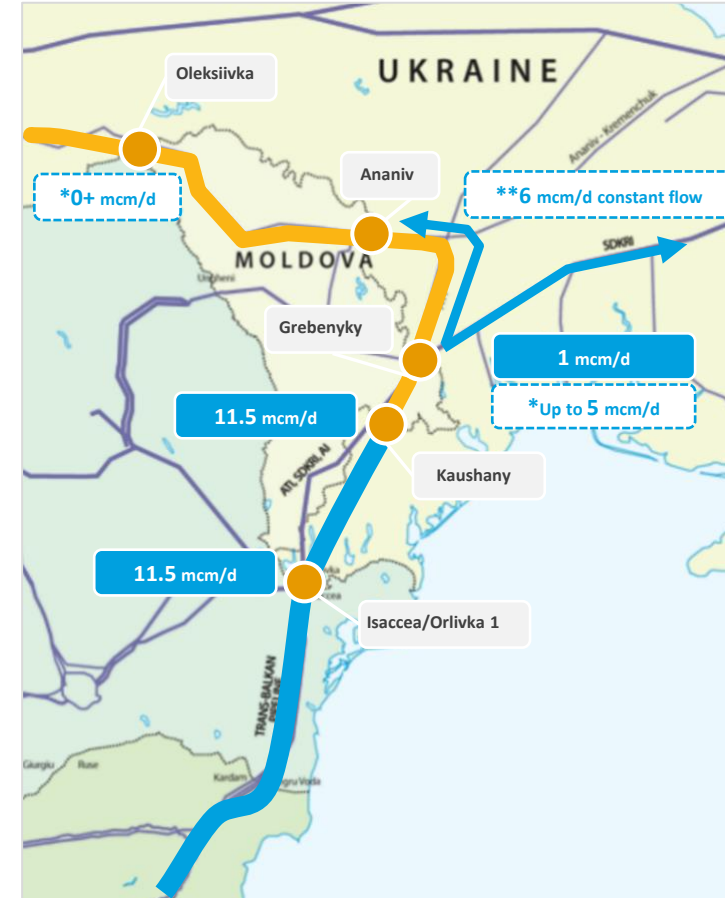 Oleksiivka
UKRAINE
Ananiv - Kremenchuk
Ananiv
*0+ mcm/d
**6 mcm/d constant flow
SDKRI
MOLDOVA
Ungheni
Grebenyky
1 mcm/d
*Up to 5 mcm/d
11.5 mcm/d
Kaushany
ATI, SDKRI, AI
11.5 mcm/d
Isaccea/Orlivka 1
TRANS-BALKAN
PIPELINE
Giurgiu
Ruse
Kardam